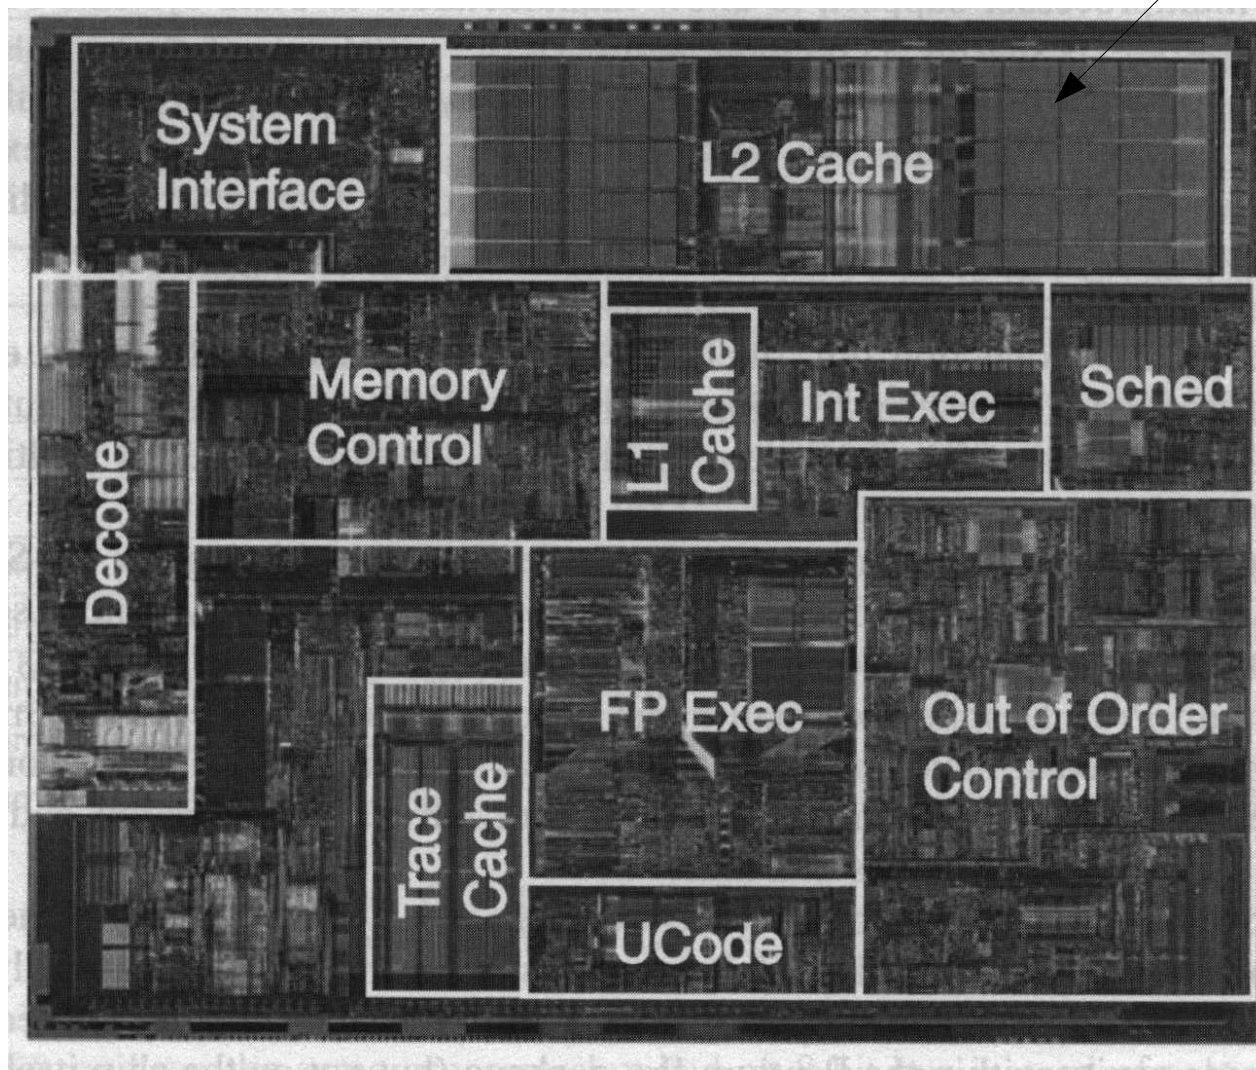 System
Interface
L2 Cache
Memory
Control
L1
Cache
Int Exec
Sched
Decode
FP Exec
Out of Order
Control
Trace
Cache
UCode